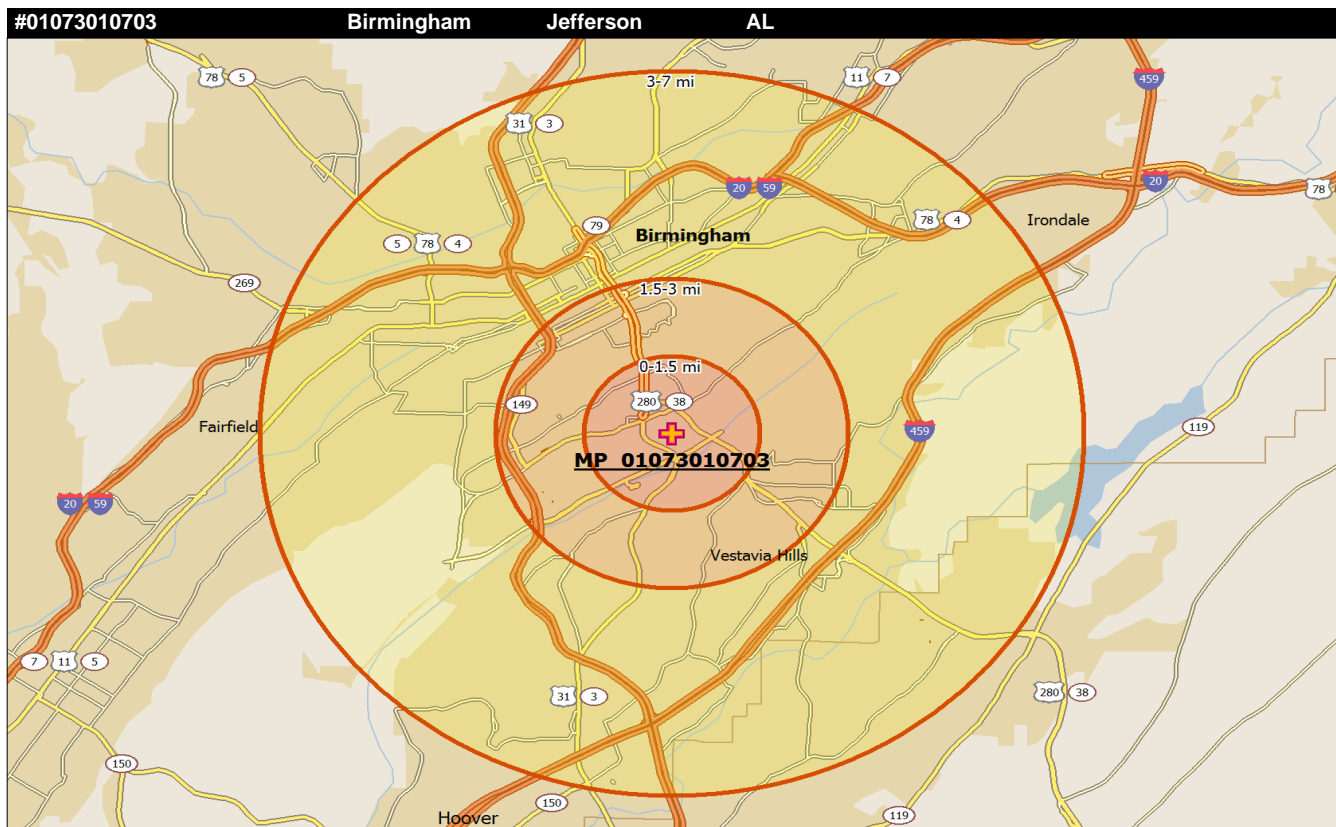 #01073010703 Birmingham Jefferson AL
3-7 mi
78 5
11 7
459
31 3
20 59
20
78
79
78 4
Irondale
5 78 4
Birmingham
269
1.5-3 mi
0-1.5 mi
280 38
149
Fairfield
459
119
MP 01073010703
20 59
Vestavia Hills
7 11 5
31 3
280 38
150
150
Hoover
119